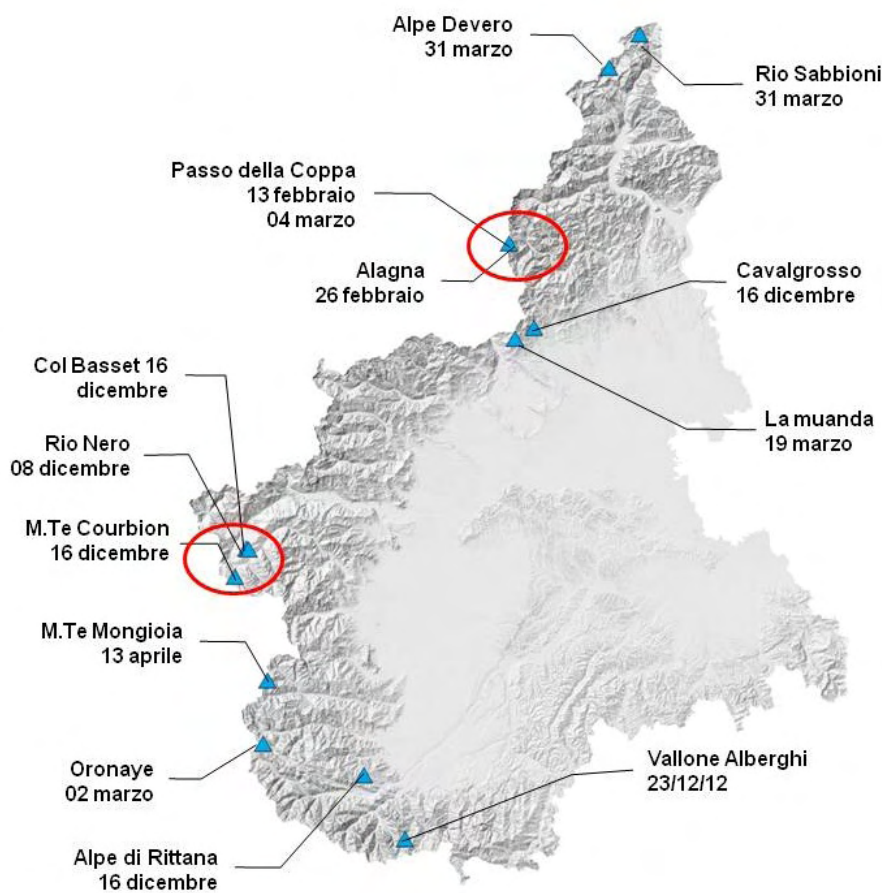 Alpe Devero
31 marzo
Rio Sabbioni
31 marzo
Passo della Coppa
13 febbraio
04 marzo
Alagna
26 febbraio
Cavalgrosso
16 dicembre
Col Basset 16
dicembre
La muanda
19 marzo
Rio Nero
08 dicembre
M.Te Courbion
16 dicembre
M.Te Mongioia
13 aprile
Oronaye
02 marzo
Vallone Alberghi
23/12/12
Alpe di Rittana
16 dicembre